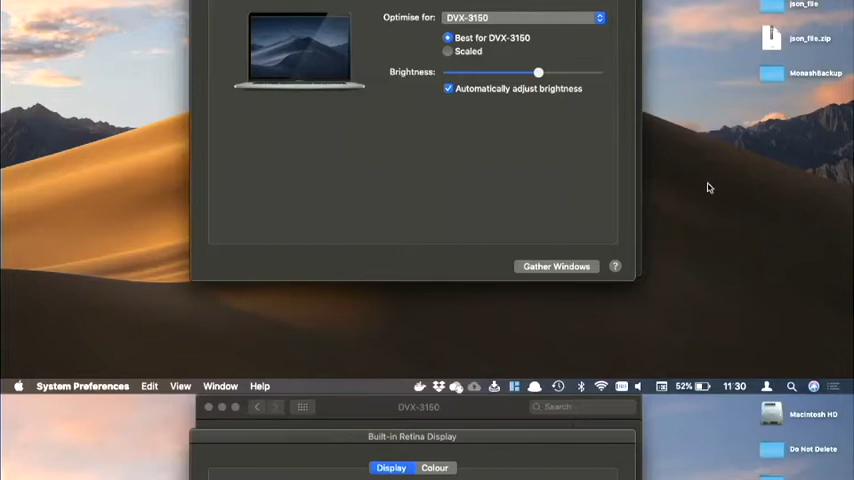 json_file
Optimise for: DVX-3150
Best for DVX-3150
json_file.zip
Scaled
Brightness:
MonashBackup
Automatically adjust brightness
Gather Windows ?
System Preferences Edit View Window Help 52% 11 30
DVX-3150 Search
Macintosh HD
Built-in Retina Display
Do Not Delete
Display Colour